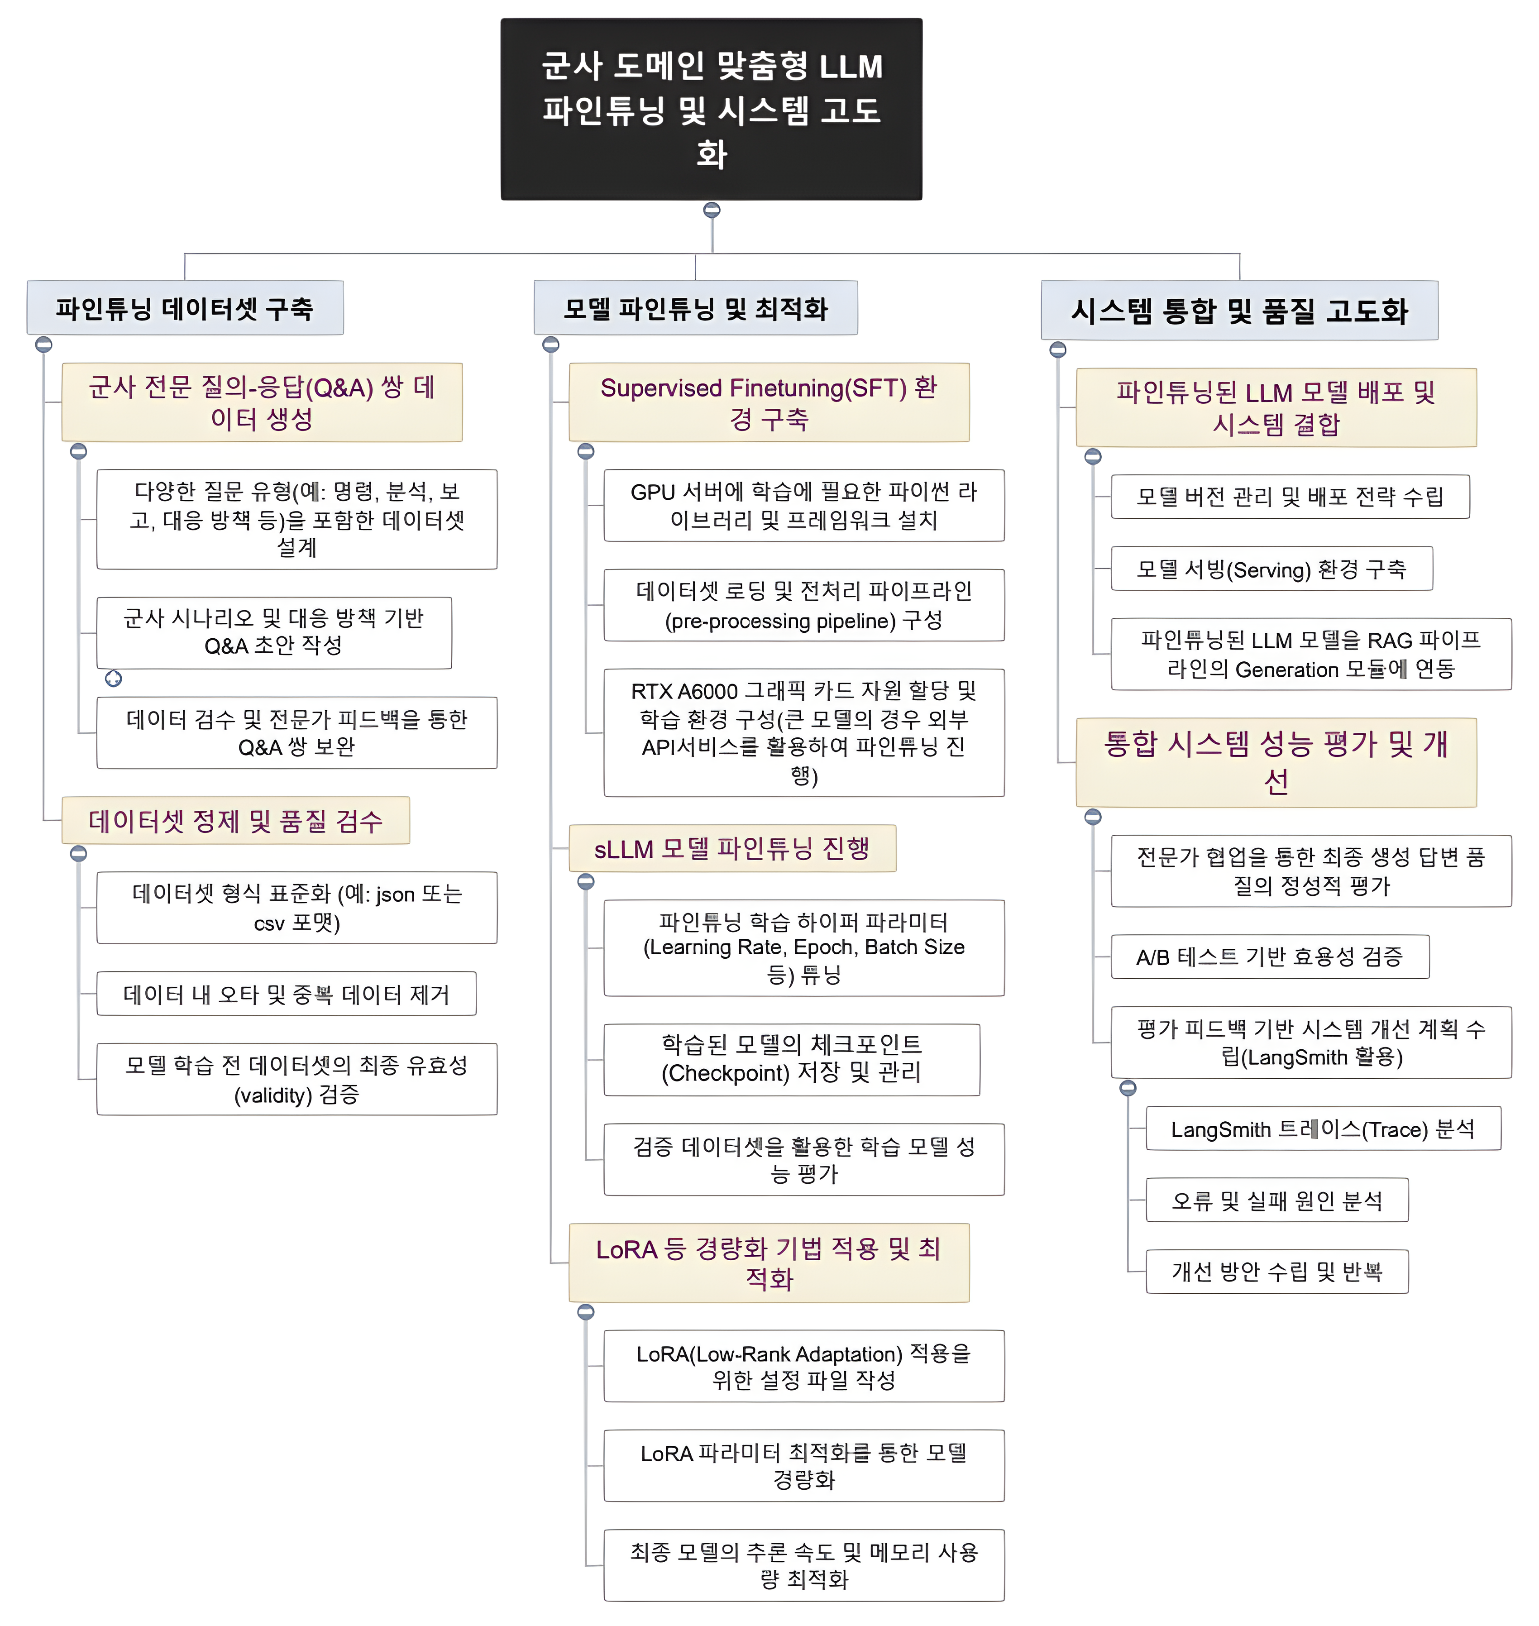 군사 도메인 맞춤형 LLM
파인튜닝 및 시스템 고도
화
파인튜닝 데이터셋 구축
군사 전문 질의-응답(Q&A) 쌍 데
이터 생성
다양한 질문 유형(예: 명령, 분석, 보
고, 대응 방책 등)을 포함한 데이터셋
설계
군사 시나리오 및 대응 방책 기반
Q&A 초안 작성
데이터 검수 및 전문가 피드백을 통한
Q&A 쌍 보완
데이터셋 정제 및 품질 검수
데이터셋 형식 표준화 (예: json 또는
csv 포맷)
데이터 내 오타 및 중복 데이터 제거
모델 학습 전 데이터셋의 최종 유효성
(validity) 검증
모델 파인튜닝 및 최적화
Supervised Finetuning(SFT) 환
경 구축
GPU 서버에 학습에 필요한 파이썬 라
이브러리 및 프레임워크 설치
데이터셋 로딩 및 전처리 파이프라인
(pre-processing pipeline) 구성
RTX A6000 그래픽 카드 자원 할당 및
학습 환경 구성(큰 모델의 경우 외부
API서비스를 활용하여 파인튜닝 진
행)
sLLM 모델 파인튜닝 진행
파인튜닝 학습 하이퍼 파라미터
(Learning Rate, Epoch, Batch Size
등) 튜닝
학습된 모델의 체크포인트
(Checkpoint) 저장 및 관리
검증 데이터셋을 활용한 학습 모델 성
능 평가
LoRA 등 경량화 기법 적용 및 최
적화
LoRA(Low-Rank Adaptation) 적용을
위한 설정 파일 작성
LoRA 파라미터 최적화를 통한 모델
경량화
최종 모델의 추론 속도 및 메모리 사용
량 최적화
시스템 통합 및 품질 고도화
파인튜닝된 LLM 모델 배포 및
시스템 결합
모델 버전 관리 및 배포 전략 수립
모델 서빙(Serving) 환경 구축
파인튜닝된 LLM 모델을 RAG 파이프
라인의 Generation 모듈에 연동
통합 시스템 성능 평가 및 개
선
전문가 협업을 통한 최종 생성 답변 품
질의 정성적 평가
A/B 테스트 기반 효용성 검증
평가 피드백 기반 시스템 개선 계획 수
립(LangSmith 활용)
LangSmith 트레이스(Trace) 분석
오류 및 실패 원인 분석
개선 방안 수립 및 반복